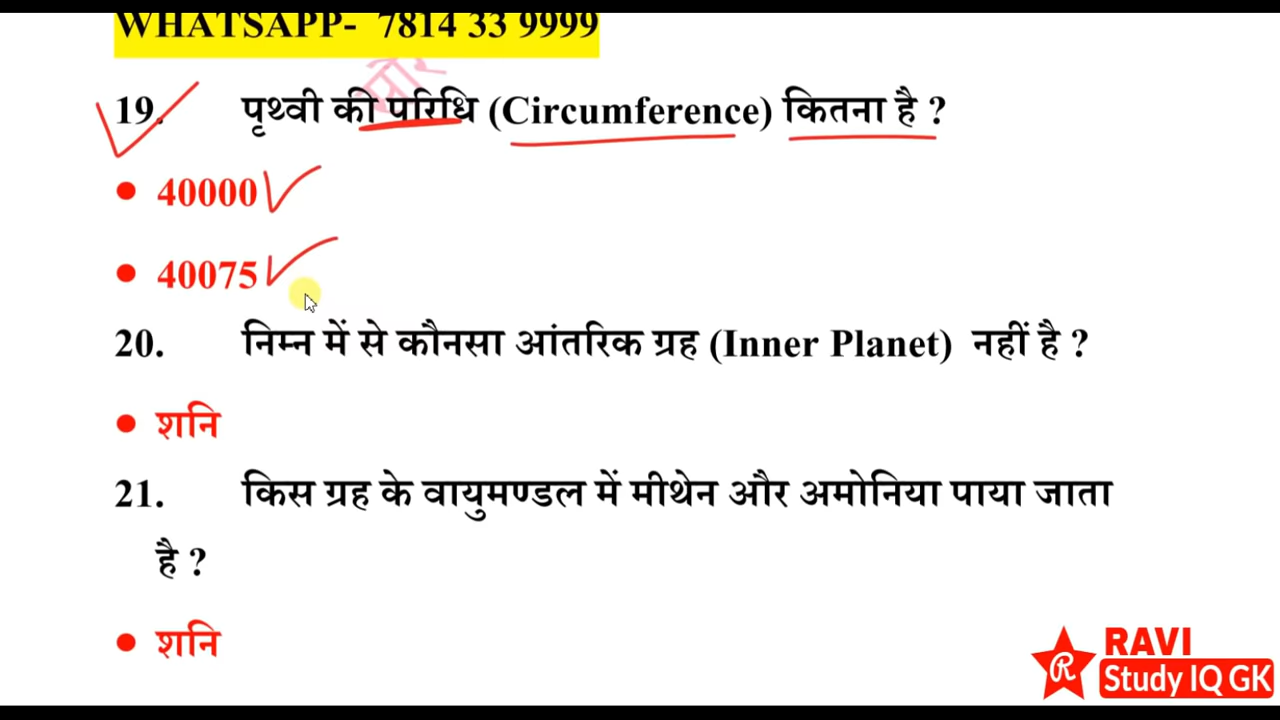 WHATSAPP- 7814 33 9999
19. पृथ्वी की परिधि (Circumference) कितना है ?
• 40000
• 40075
20. निम्न में से कौनसा आंतरिक ग्रह (Inner Planet) नहीं है ?
• शनि
21. किस ग्रह के वायुमण्डल में मीथेन और अमोनिया पाया जाता
है ?
• शनि
R RAVI
Study IQ GK